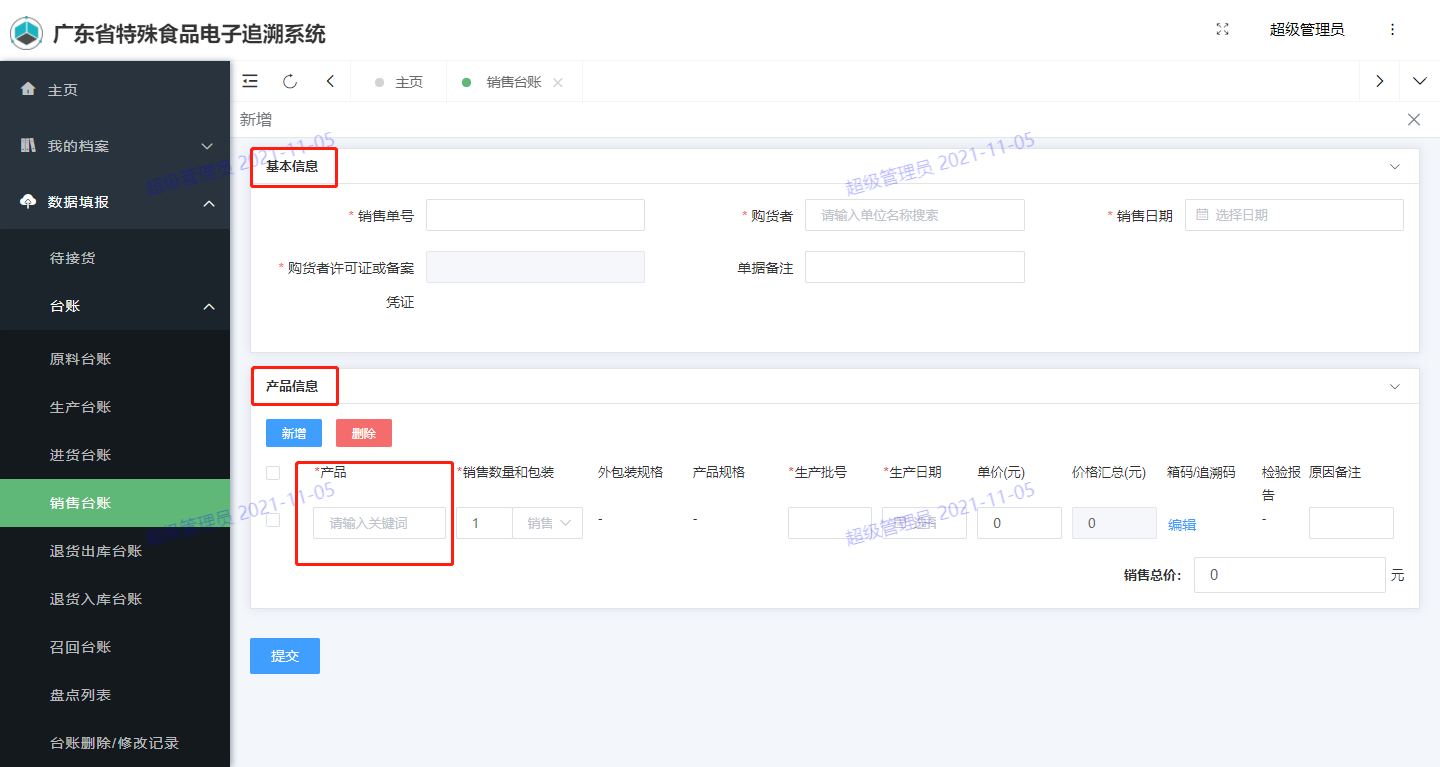 广东省特殊食品电子追溯系统
超级管理员
主页
我的档案
数据填报
待接货
台账
原料台账
生产台账
进货台账
销售台账
退货出库台账
退货入库台账
召回台账
盘点列表
台账删除/修改记录
主页
销售台账
新增
超级管理员 2021-11-05
超级管理员 2021-11-05
基本信息
* 销售单号
* 购货者 请输入单位名称搜索
* 销售日期 选择日期
* 购货者许可证或备案
凭证
单据备注
产品信息
新增 删除
*产品 *销售数量和包装 外包装规格 产品规格 *生产批号 *生产日期 单价(元) 价格汇总(元) 箱码/追溯码 检验报 原因备注
告
超级管理员 2021-11-05
超级管理员 2021-11-05
请输入关键词 1 销售 - - 0 0 编辑 -
销售总价: 0 元
提交